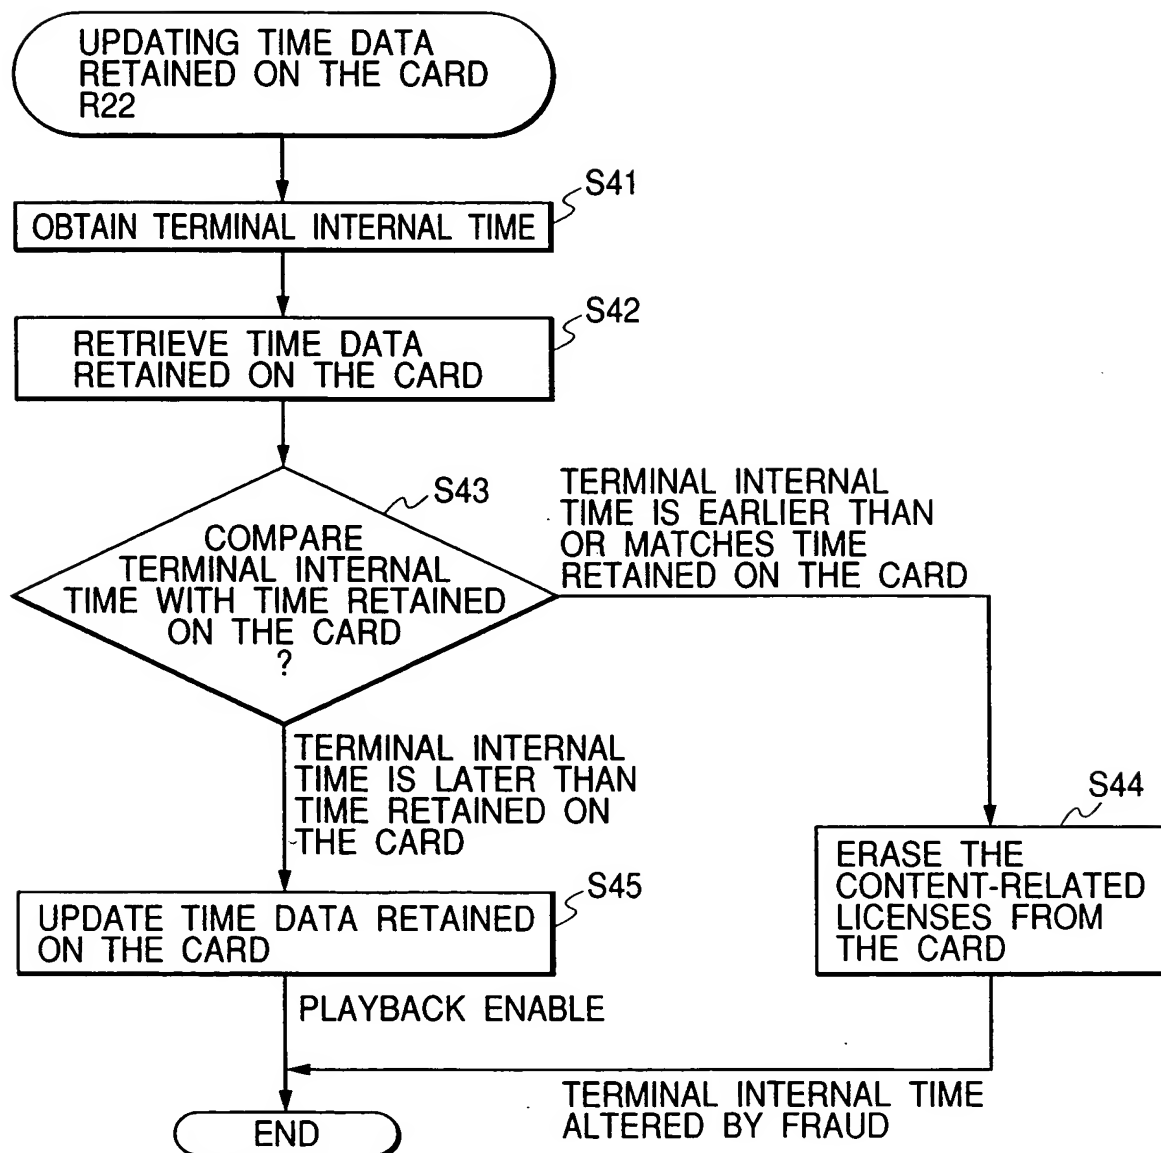 UPDATING TIME DATA
RETAINED ON THE CARD
R22
S41
OBTAIN TERMINAL INTERNAL TIME
S42
RETRIEVE TIME DATA
RETAINED ON THE CARD
S43
COMPARE
TERMINAL INTERNAL
TIME WITH TIME RETAINED
ON THE CARD
?
TERMINAL INTERNAL
TIME IS EARLIER THAN
OR MATCHES TIME
RETAINED ON THE CARD
TERMINAL INTERNAL
TIME IS LATER THAN
TIME RETAINED ON
THE CARD
S44
ERASE THE
CONTENT-RELATED
LICENSES FROM
THE CARD
S45
UPDATE TIME DATA RETAINED
ON THE CARD
PLAYBACK ENABLE
TERMINAL INTERNAL TIME
ALTERED BY FRAUD
END